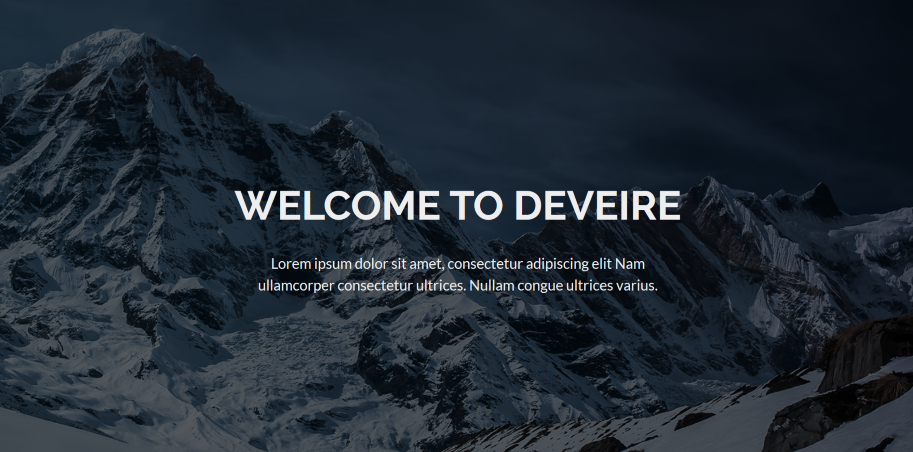 WELCOME TO DEVEIRE
Lorem ipsum dolor sit amet, consectetur adipiscing elit Nam
ullamcorper consectetur ultrices. Nullam congue ultrices varius.